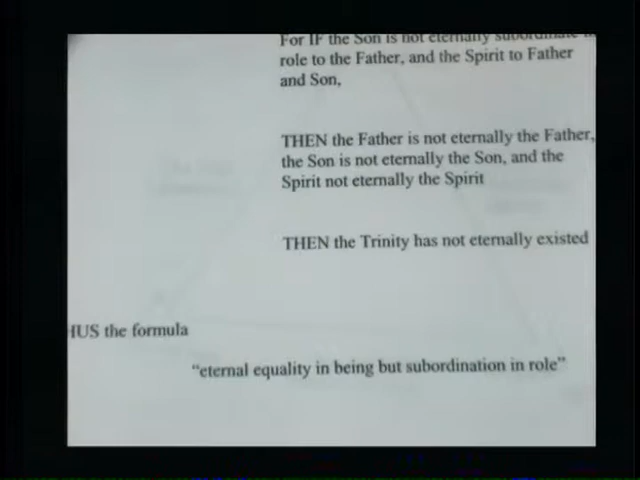 For IF the Son is not eternally subordinate in
role to the Father, and the Spirit to Father
and Son,
THEN the Father is not eternally the Father,
the Son is not eternally the Son, and the
Spirit not eternally the Spirit
THEN the Trinity has not eternally existed
HUS the formula
“eternal equality in being but subordination in role”